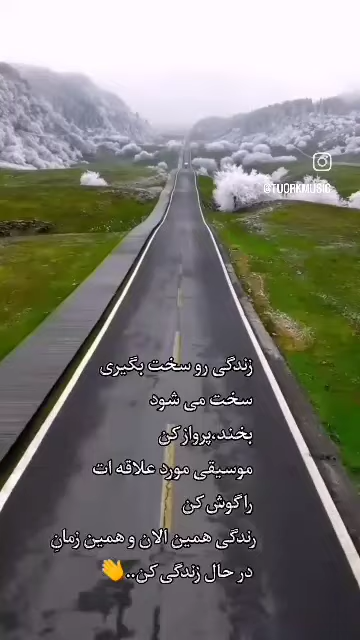 @TUORKMUSIC
زندگی رو سخت بگیری
سخت می شود
بخند،پرواز کن
موسیقی مورد علاقه ات
را گوش کن
رندگی همین الان و همین زمانِ
در حال زندگی کن..👋